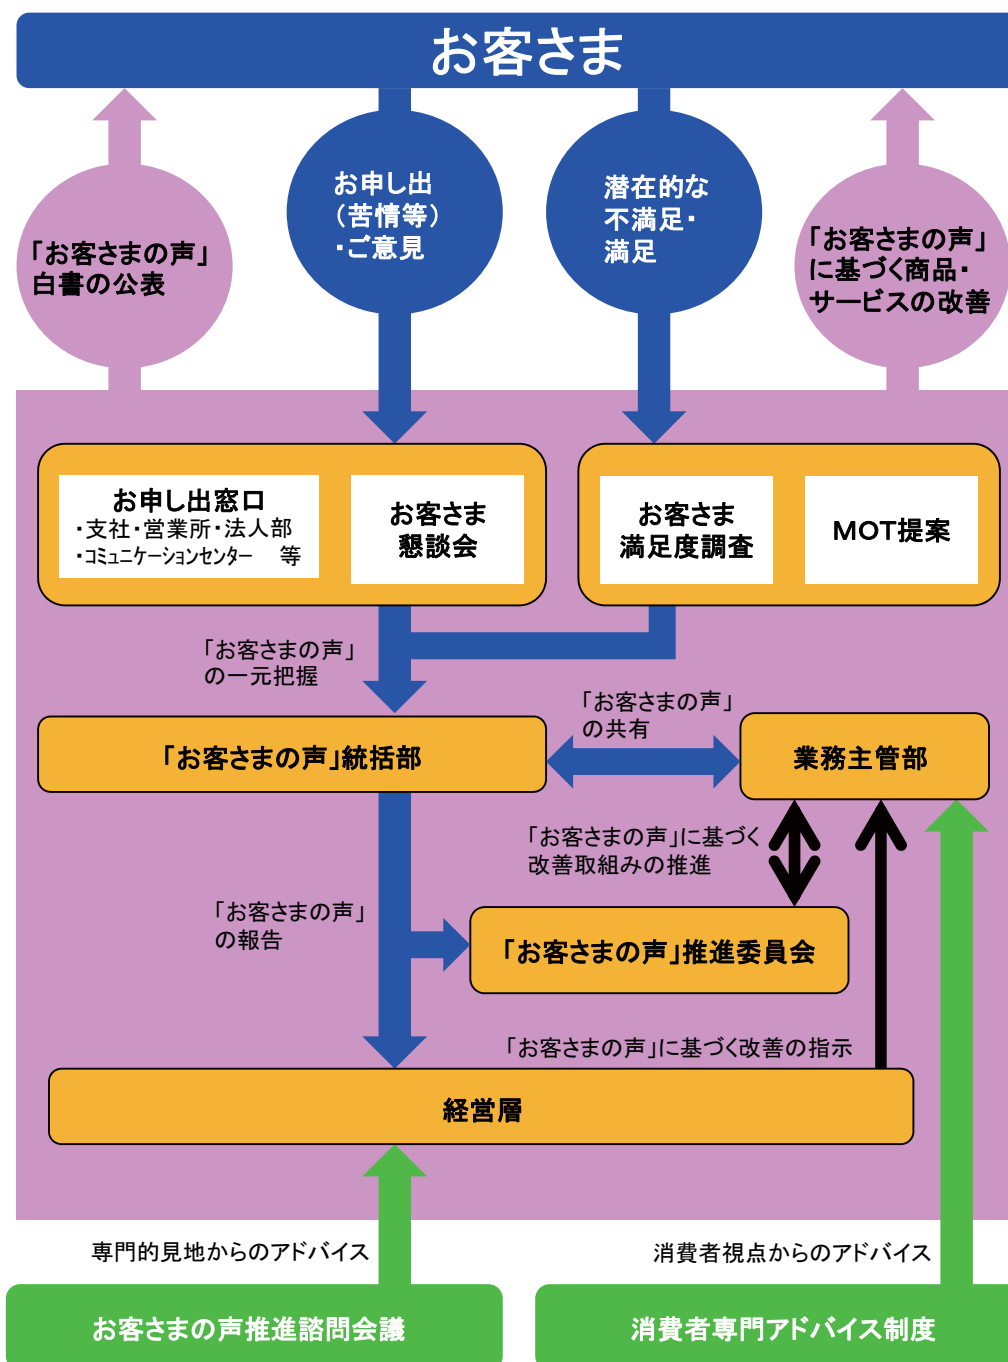 お客さま
お申し出
（苦情等）
・ご意見
潜在的な
不満足・
満足
「お客さまの声」
白書の公表
「お客さまの声」
に基づく商品・
サービスの改善
お申し出窓口
・支社・営業所・法人部
・コミュニケーションセンター　等
お客さま
懇談会
お客さま
満足度調査
MOT提案
「お客さまの声」
の一元把握
「お客さまの声」
の共有
「お客さまの声」統括部
業務主管部
「お客さまの声」に基づく
改善取組みの推進
「お客さまの声」
の報告
「お客さまの声」推進委員会
「お客さまの声」に基づく改善の指示
経営層
専門的見地からのアドバイス
消費者視点からのアドバイス
お客さまの声推進諮問会議
消費者専門アドバイス制度